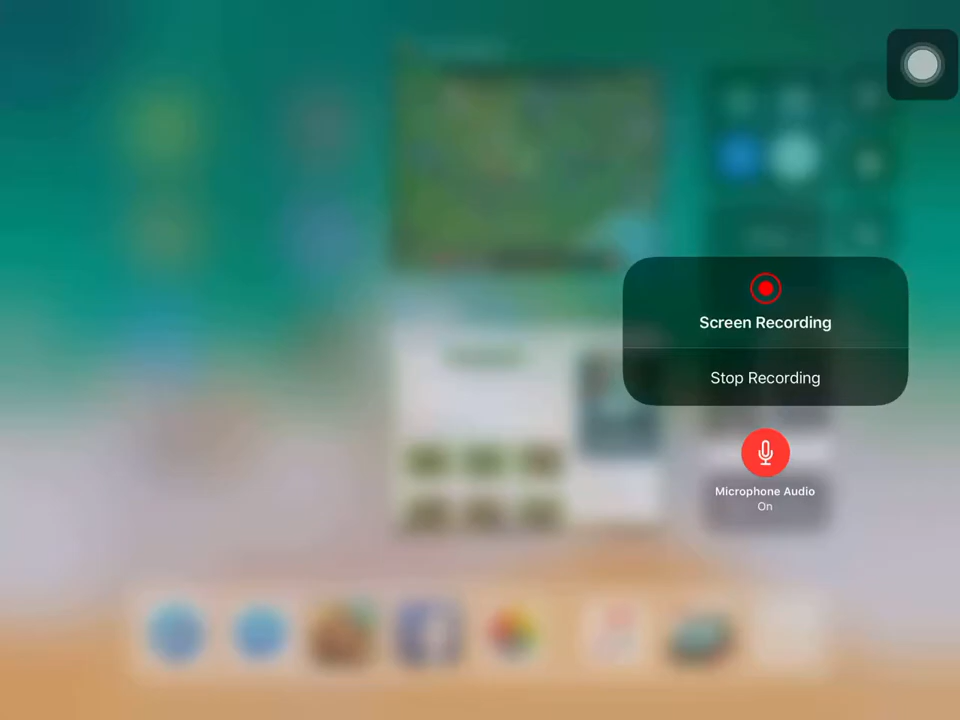 Screen Recording
Stop Recording
Microphone Audio
On